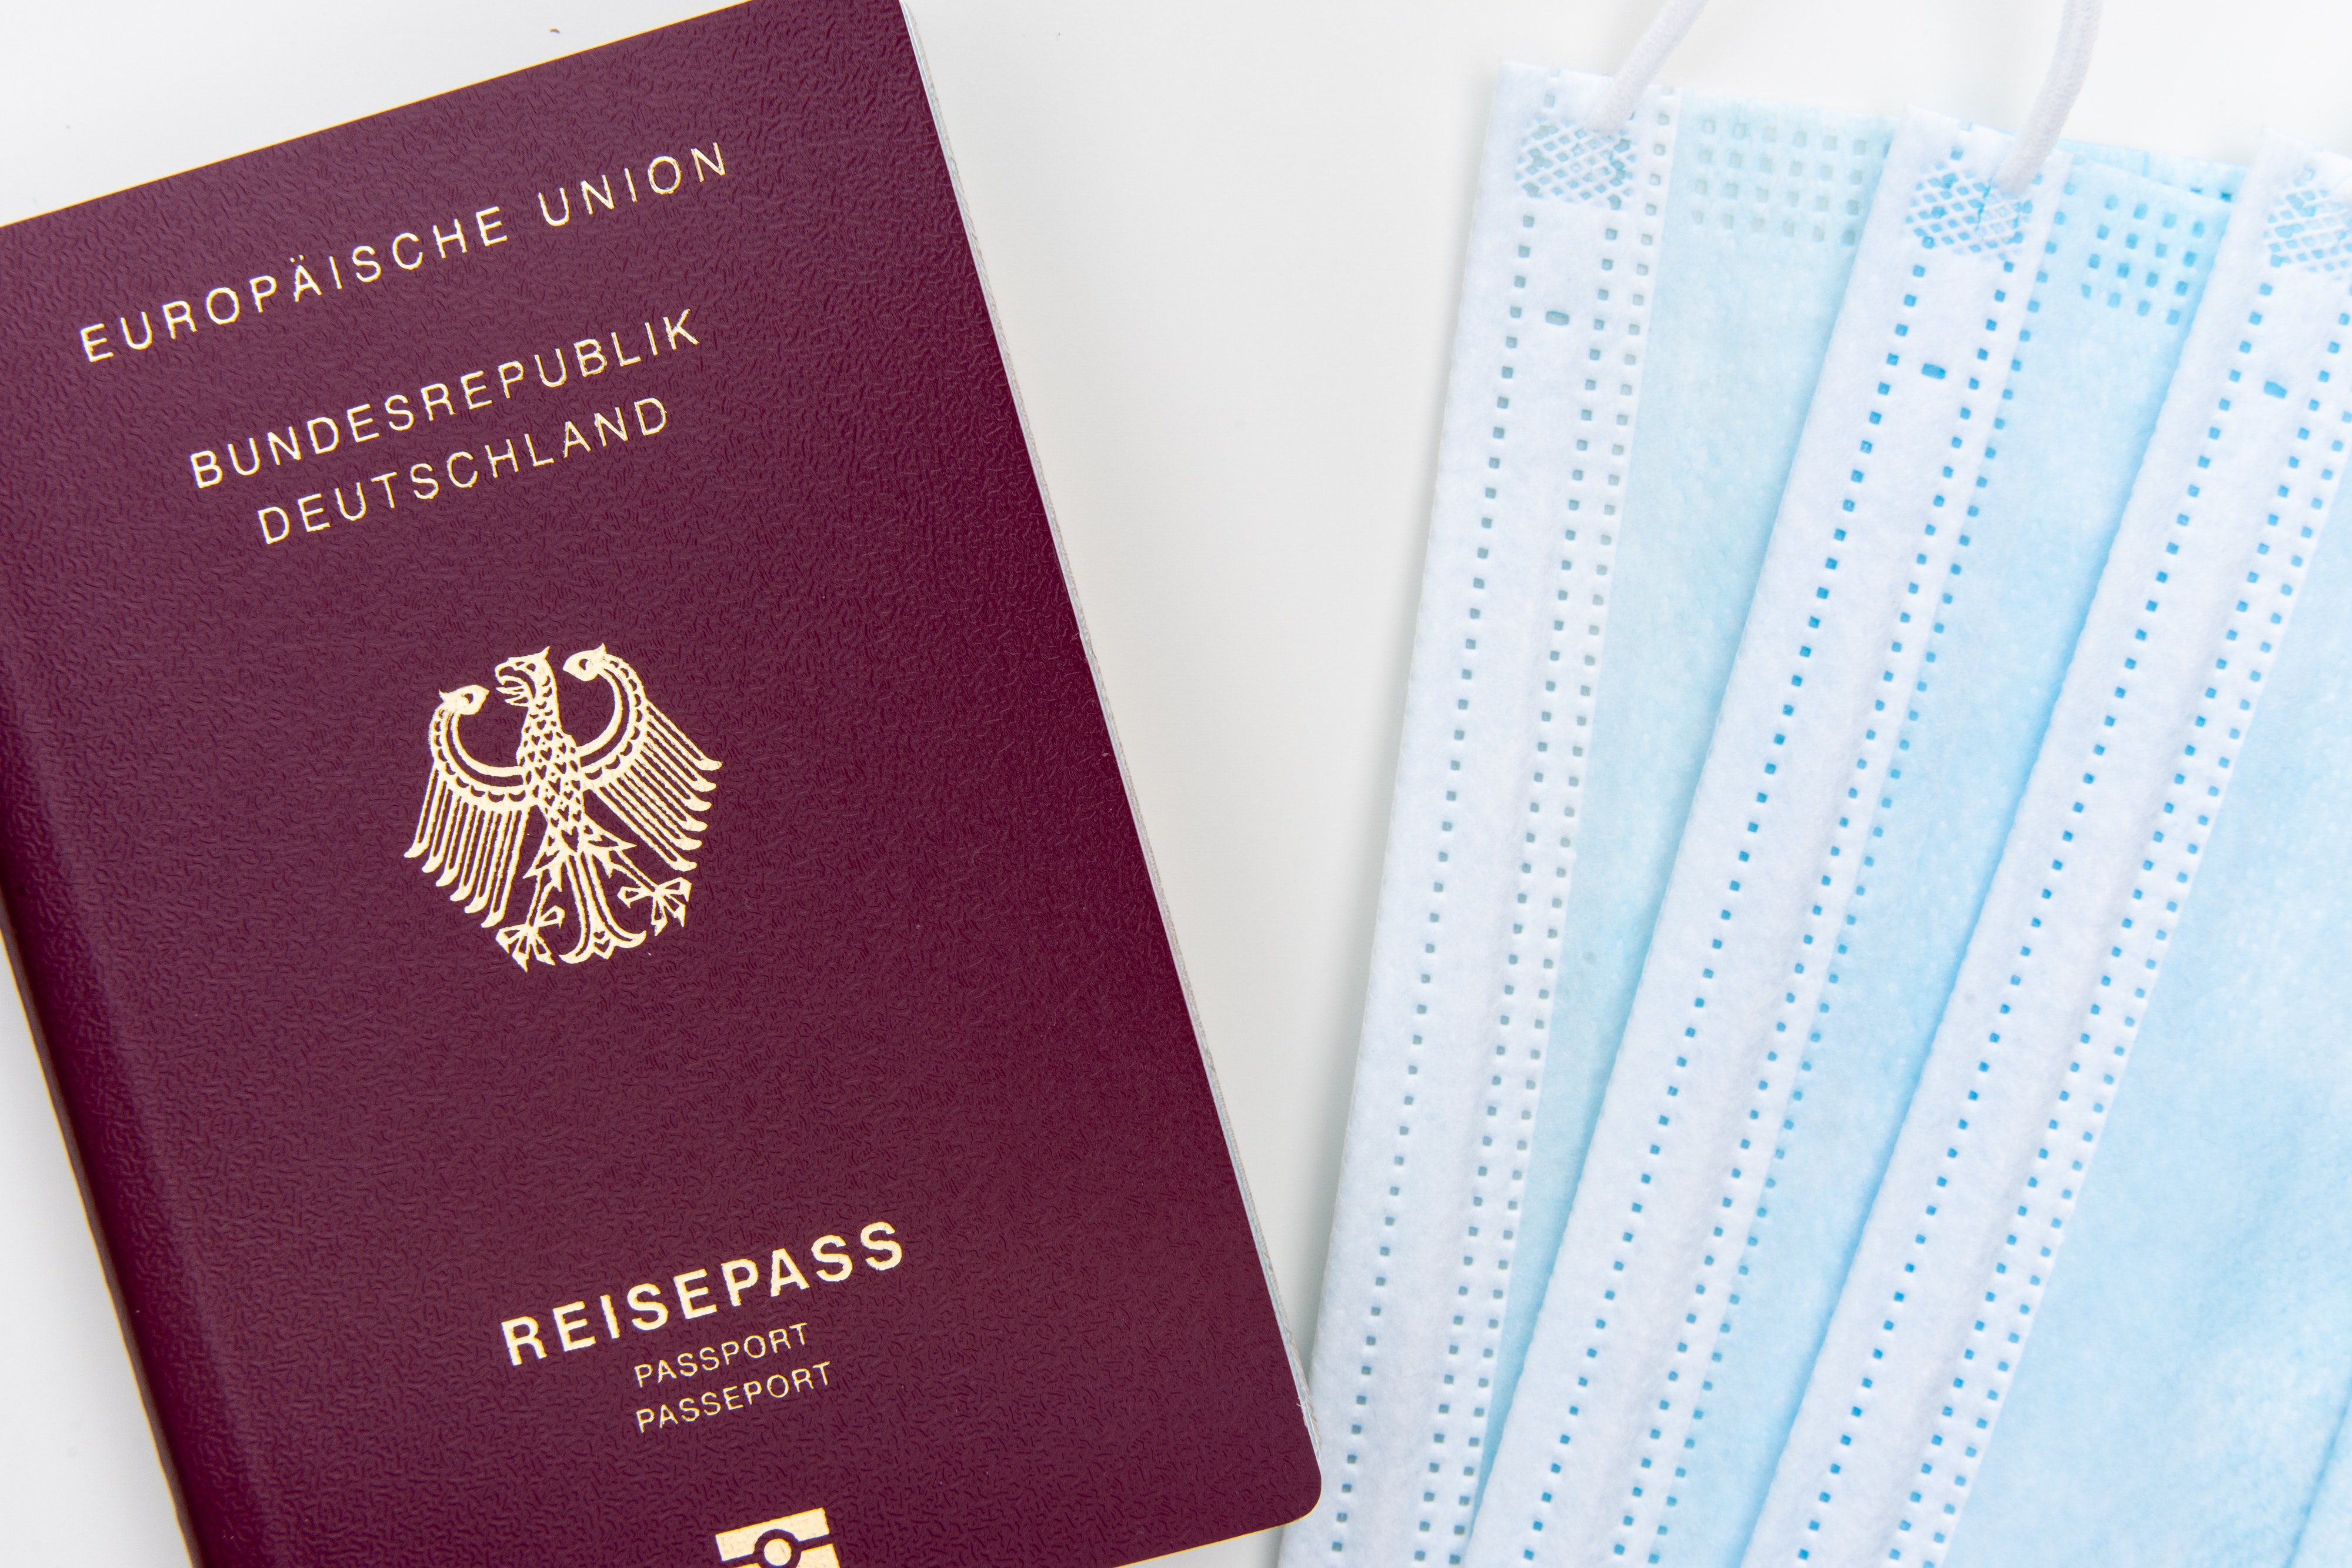 EUROPÄISCHE UNION
BUNDESREPUBLIK
DEUTSCHLAND
REISEPASS
PASSPORT
PASSEPORT